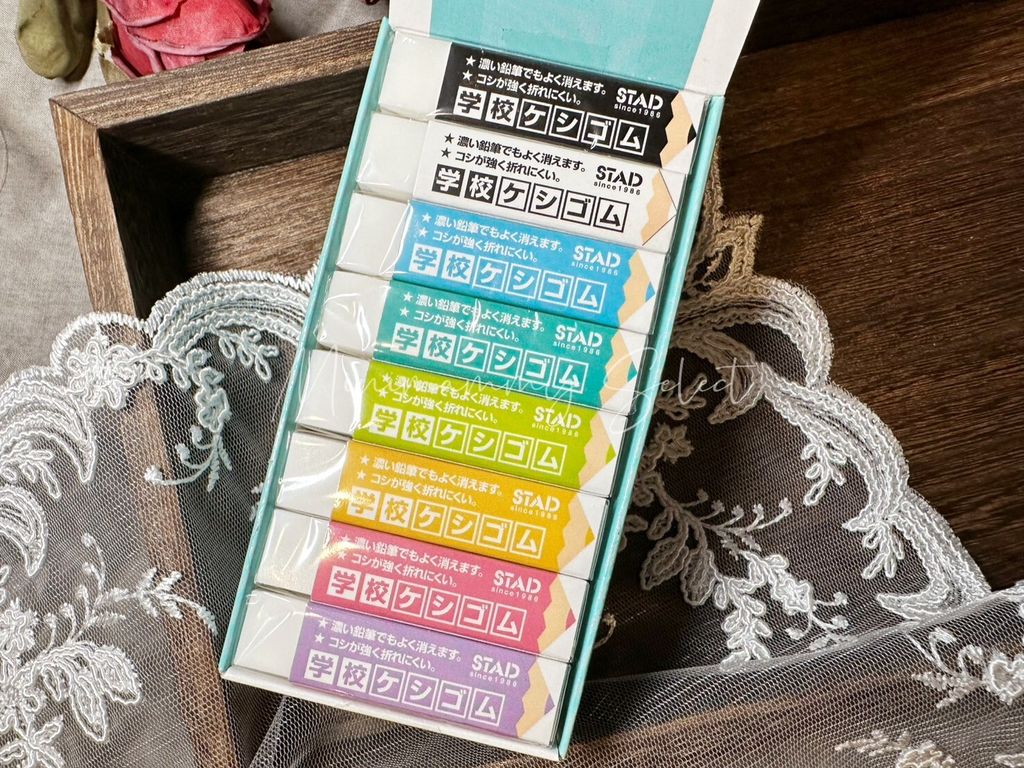 ★ 濃い鉛筆でもよく消えます。
★ コシが強く折れにくい。
STAD
since1986
学校ケシゴム
★ 濃い鉛筆でもよく消えます。
★ コシが強く折れにくい。
STAD
since1986
学校ケシゴム
★ 濃い鉛筆でもよく消えます。
★ コシが強く折れにくい。
STAD
since1986
学校ケシゴム
★ 濃い鉛筆でもよく消えます。
★ コシが強く折れにくい。
STAD
since1986
学校ケシゴム
★ 濃い鉛筆でもよく消えます。
★ コシが強く折れにくい。
STAD
since1986
学校ケシゴム
★ 濃い鉛筆でもよく消えます。
★ コシが強く折れにくい。
STAD
since1986
学校ケシゴム
★ 濃い鉛筆でもよく消えます。
★ コシが強く折れにくい。
STAD
since1986
学校ケシゴム
★ 濃い鉛筆でもよく消えます。
★ コシが強く折れにくい。
STAD
since1986
学校ケシゴム
Select